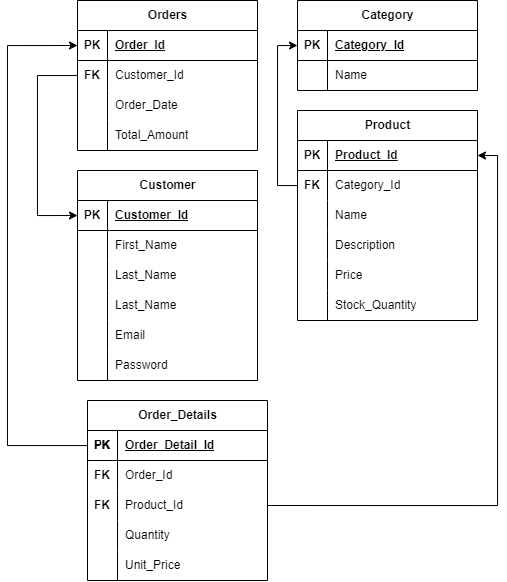 Orders
PK Order_Id
FK Customer_Id
Order_Date
Total_Amount
Category
PK Category_Id
Name
Product
PK Product_Id
FK Category_Id
Name
Description
Price
Stock_Quantity
Customer
PK Customer_Id
First_Name
Last_Name
Last_Name
Email
Password
Order_Details
PK Order_Detail_Id
FK Order_Id
FK Product_Id
Quantity
Unit_Price